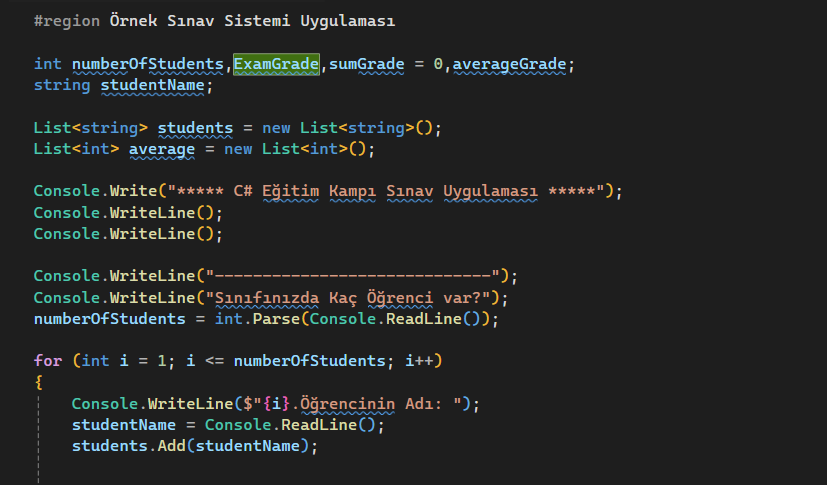 #region Örnek Sınav Sistemi Uygulaması
int numberOfStudents,ExamGrade,sumGrade = 0,averageGrade;
string studentName;
List<string> students = new List<string>();
List<int> average = new List<int>();
Console.Write("***** C# Eğitim Kampı Sınav Uygulaması *****");
Console.WriteLine();
Console.WriteLine();
Console.WriteLine("-----------------------------");
Console.WriteLine("Sınıfınızda Kaç Öğrenci var?");
numberOfStudents = int.Parse(Console.ReadLine());
for (int i = 1; i <= numberOfStudents; i++)
{
Console.WriteLine($"{i}.Öğrencinin Adı: ");
studentName = Console.ReadLine();
students.Add(studentName);